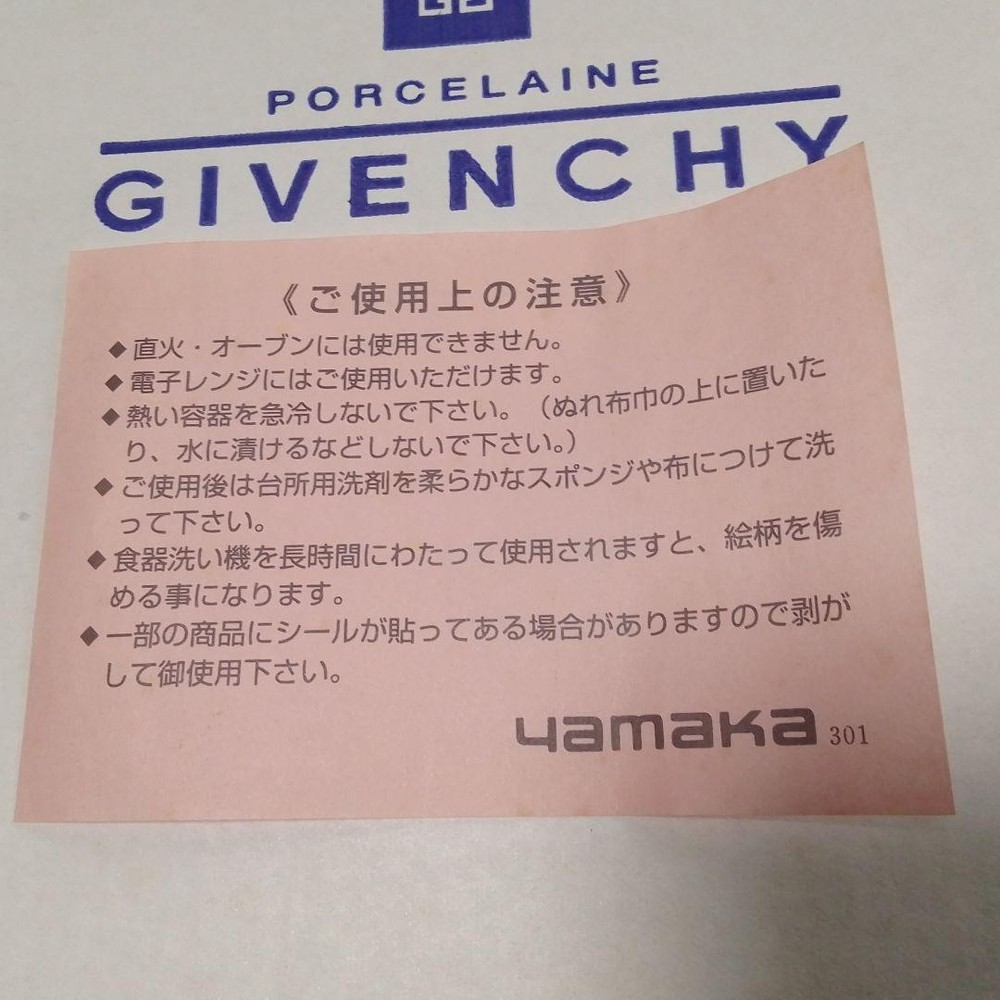 PORCELAINE
GIVENCHY
《ご使用上の注意》
◆直火・オーブンには使用できません。
◆電子レンジにはご使用いただけます。
◆熱い容器を急冷しないで下さい。（ぬれ布巾の上に置いた
り、水に漬けるなどしないで下さい。）
◆ご使用後は台所用洗剤を柔らかなスポンジや布につけて洗
って下さい。
◆食器洗い機を長時間にわたって使用されますと、絵柄を傷
める事になります。
◆一部の商品にシールが貼ってある場合がありますので剥が
して御使用下さい。
yamaka 301